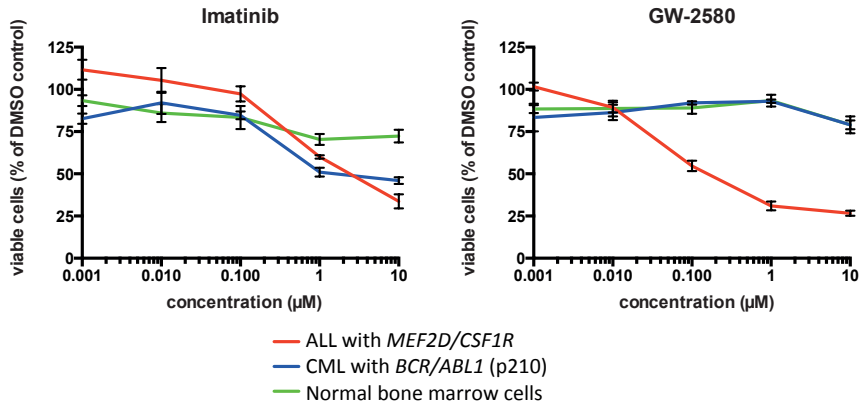 Imatinib
viable cells (% of DMSO control)
125
100
75
50
25
0
0.001 0.010 0.100 1 10
concentration (µM)
GW-2580
viable cells (% of DMSO control)
125
100
75
50
25
0
0.001 0.010 0.100 1 10
concentration (µM)
ALL with MEF2D/CSF1R
CML with BCR/ABL1 (p210)
Normal bone marrow cells